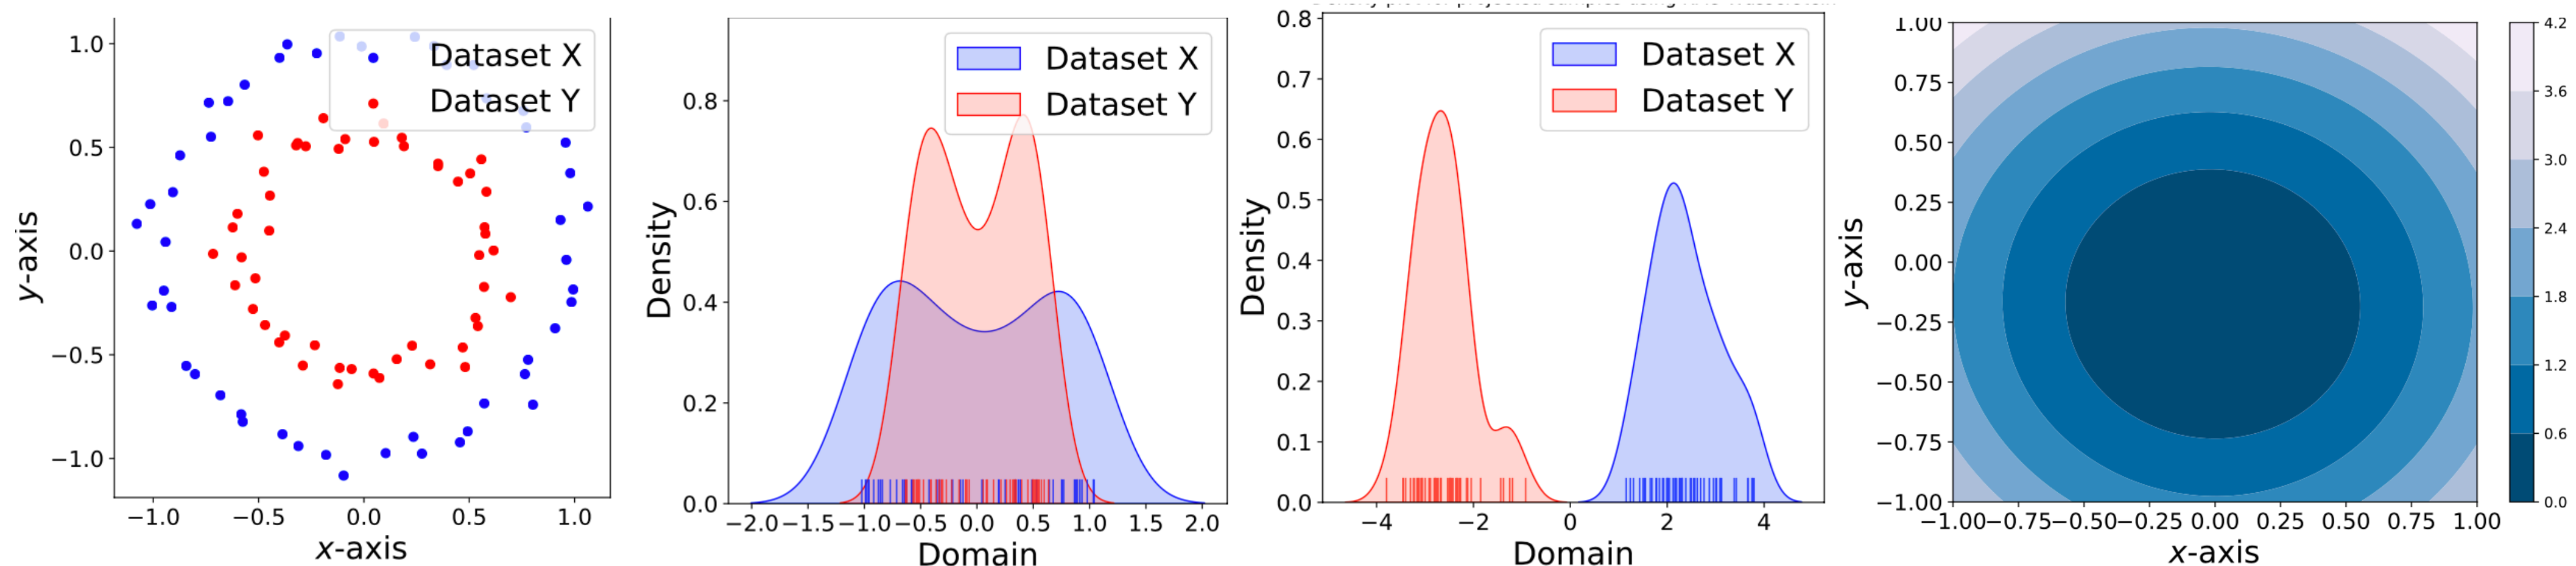 1.0
0.5
0.0
−0.5
−1.0
y-axis
−1.0 −0.5 0.0 0.5 1.0
x-axis
Dataset X
Dataset Y
0.8
0.6
0.4
0.2
0.0
Density
−2.0 −1.5 −1.0 −0.5 0.0 0.5 1.0 1.5 2.0
Domain
Dataset X
Dataset Y
0.8
0.7
0.6
0.5
0.4
0.3
0.2
0.1
0.0
Density
−4 −2 0 2 4
Domain
Dataset X
Dataset Y
1.00
0.75
0.50
0.25
0.00
−0.25
−0.50
−0.75
−1.00
y-axis
−1.00 −0.75 −0.50 −0.25 0.00 0.25 0.50 0.75 1.00
x-axis
4.2
3.6
3.0
2.4
1.8
1.2
0.6
0.0